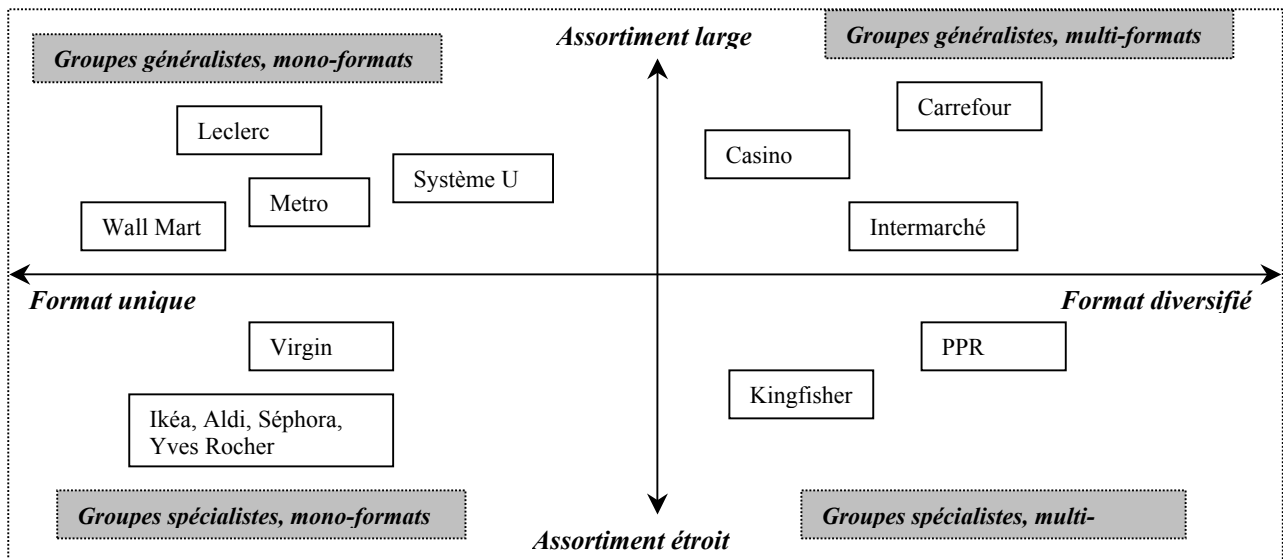 Groupes généralistes, mono-formats
Assortiment large
Groupes généralistes, multi-formats
Leclerc
Carrefour
Casino
Système U
Metro
Wall Mart
Intermarché
Format unique
Format diversifié
Virgin
PPR
Kingfisher
Ikéa, Aldi, Séphora,
Yves Rocher
Groupes spécialistes, mono-formats
Groupes spécialistes, multi-
Assortiment étroit